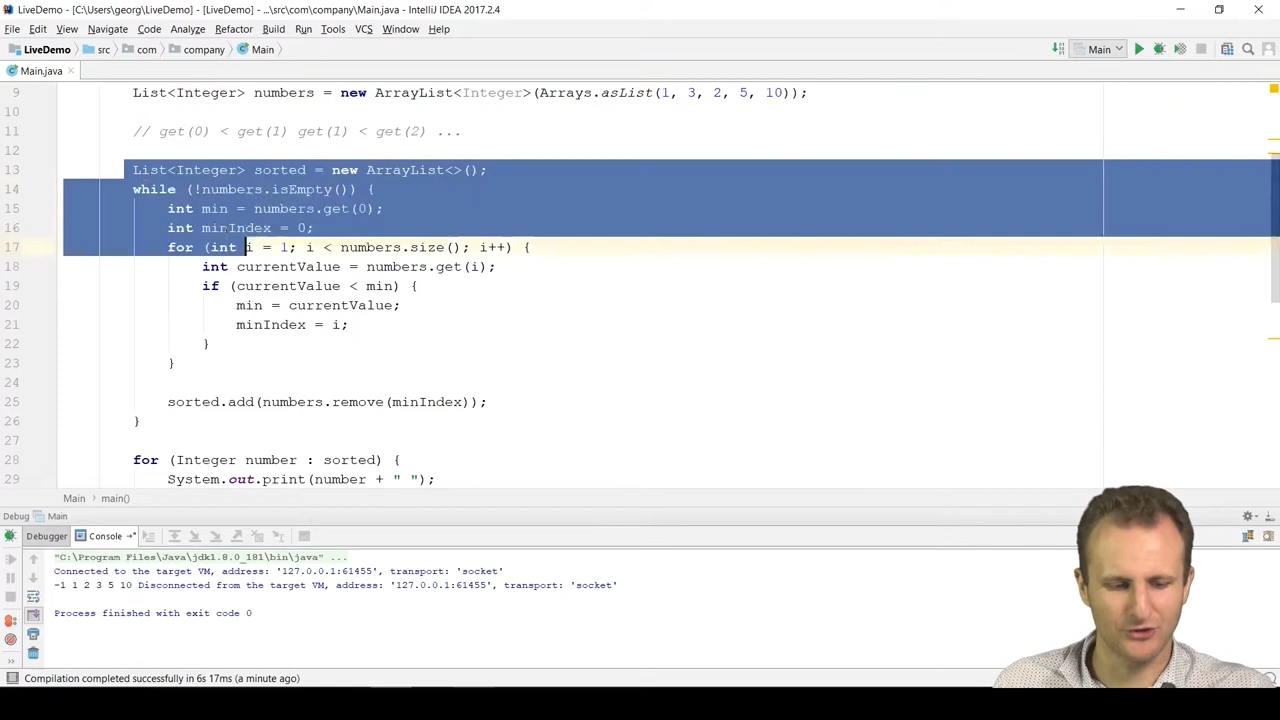 LiveDemo - [C:\Users\georg\LiveDemo] - [LiveDemo] - ...\src\com\company\Main.java - IntelliJ IDEA 2017.2.4
File Edit View Navigate Code Analyze Refactor Build Run Tools VCS Window Help
LiveDemo src com company Main Main
Main.java
9 List<Integer> numbers = new ArrayList<Integer>(Arrays.asList(1, 3, 2, 5, 10));
10
11 // get(0) < get(1) get(1) < get(2) ...
12
13 List<Integer> sorted = new ArrayList<>();
14 while (!numbers.isEmpty()) {
15 int min = numbers.get(0);
16 int minIndex = 0;
17 for (int i = 1; i < numbers.size(); i++) {
18 int currentValue = numbers.get(i);
19 if (currentValue < min) {
20 min = currentValue;
21 minIndex = i;
22 }
23 }
24
25 sorted.add(numbers.remove(minIndex));
26 }
27
28 for (Integer number : sorted) {
29 System.out.print(number + " ");
Main main()
Debug Main
Debugger Console
"C:\Program Files\Java\jdk1.8.0_181\bin\java" ...
Connected to the target VM, address: '127.0.0.1:61455', transport: 'socket'
-1 1 2 3 5 10 Disconnected from the target VM, address: '127.0.0.1:61455', transport: 'socket'
Process finished with exit code 0
Compilation completed successfully in 6s 17ms (a minute ago)